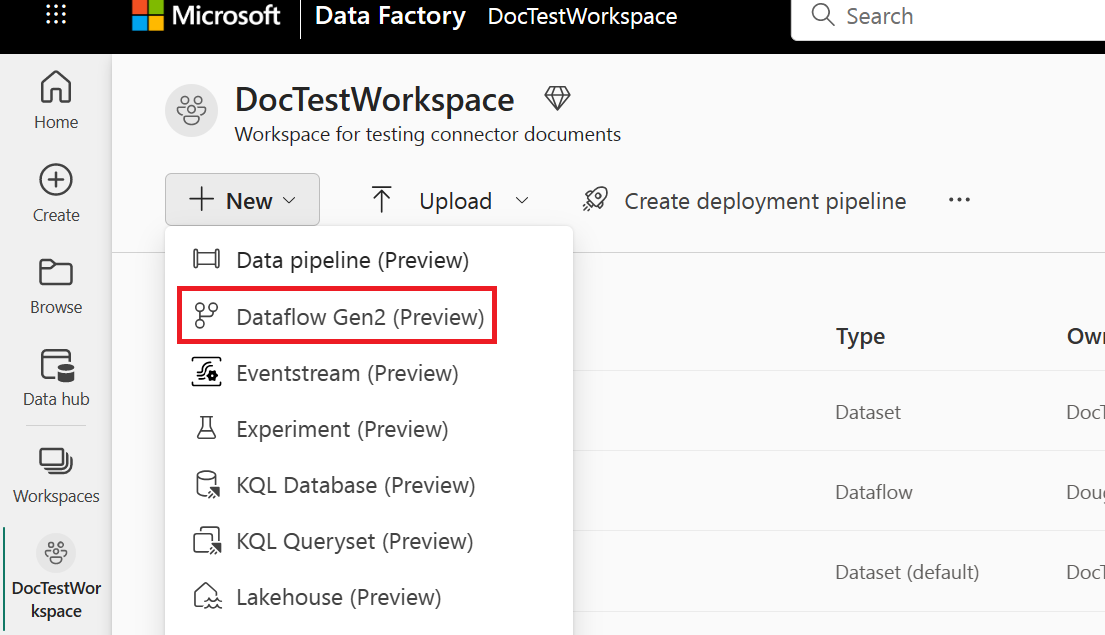 Microsoft Data Factory DocTestWorkspace Search
Home
Create
Browse
Data hub
Workspaces
DocTestWor
kspace
DocTestWorkspace
Workspace for testing connector documents
New Upload Create deployment pipeline ...
Data pipeline (Preview)
Dataflow Gen2 (Preview)
Eventstream (Preview)
Experiment (Preview)
KQL Database (Preview)
KQL Queryset (Preview)
Lakehouse (Preview)
Type Own
Dataset DocT
Dataflow Doug
Dataset (default) DocT